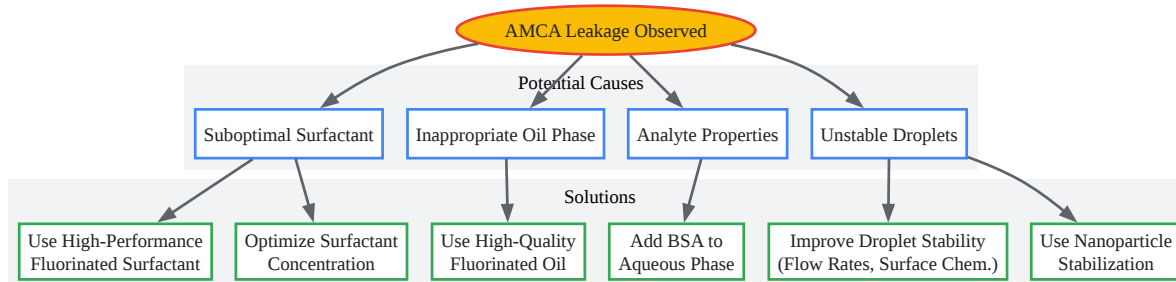 AMCA Leakage Observed
Potential Causes
Suboptimal Surfactant
Inappropriate Oil Phase
Analyte Properties
Unstable Droplets
Solutions
Use High-Performance
Fluorinated Surfactant
Optimize Surfactant
Concentration
Use High-Quality
Fluorinated Oil
Add BSA to
Aqueous Phase
Improve Droplet Stability
(Flow Rates, Surface Chem.)
Use Nanoparticle
Stabilization